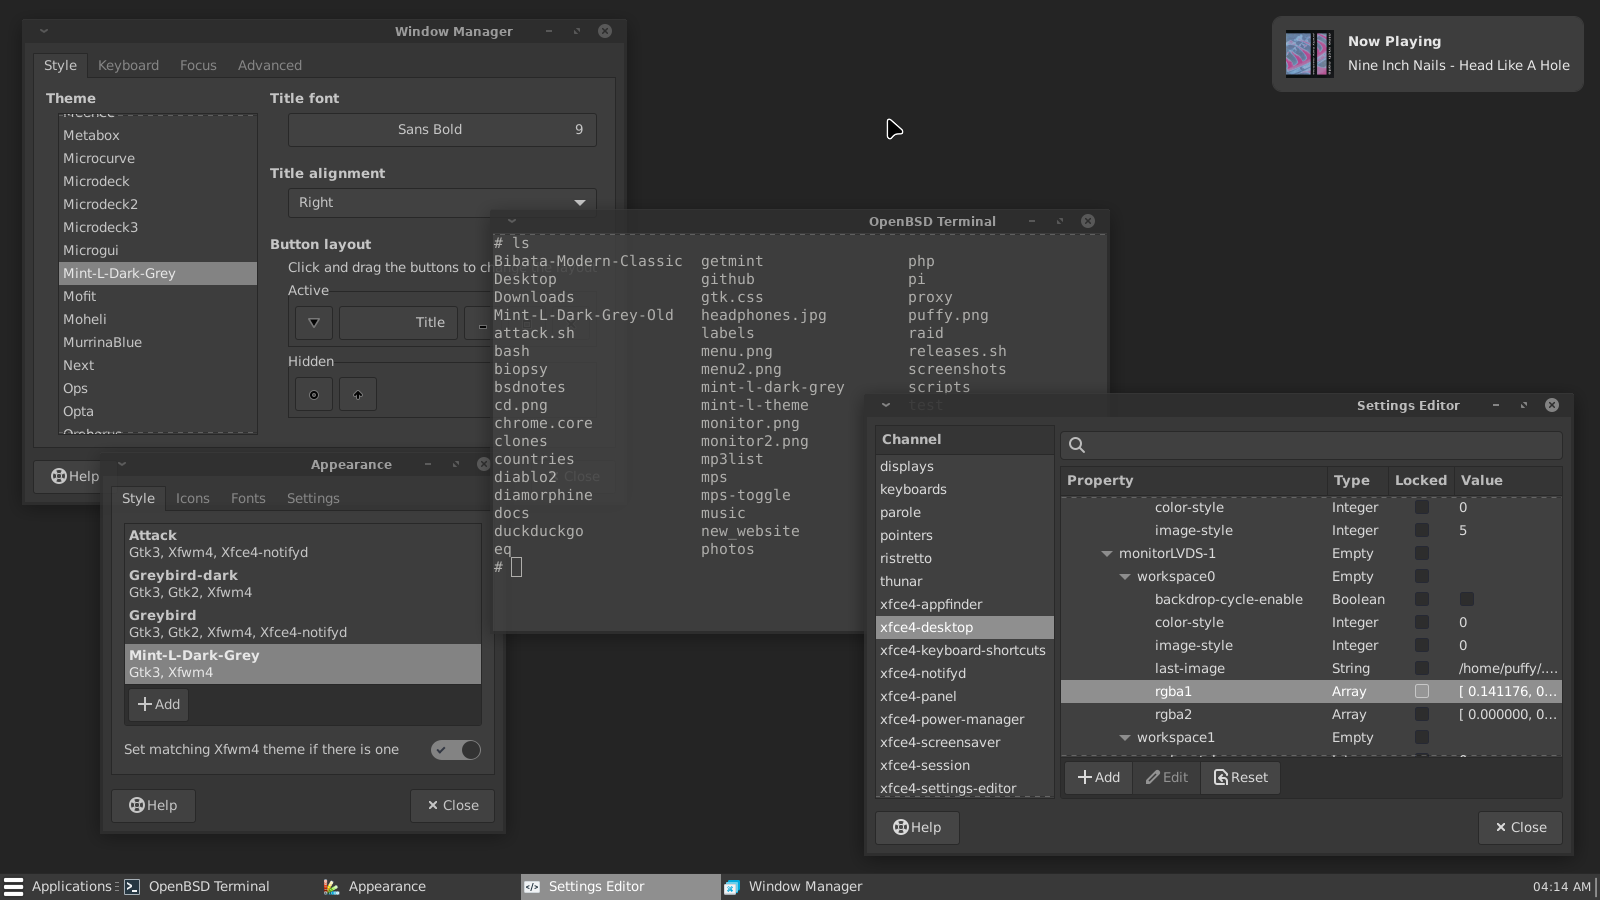 Window Manager
Style Keyboard Focus Advanced
Theme
Metabox
Microcurve
Microdeck
Microdeck2
Microdeck3
Microgui
Mint-L-Dark-Grey
Mofit
Moheli
MurrinaBlue
Next
Ops
Opta
Title font
Sans Bold 9
Title alignment
Right
Button layout
Click and drag the buttons to
Active
Title
Hidden
Help
Close
Now Playing
Nine Inch Nails - Head Like A Hole
OpenBSD Terminal
# ls
Bibata-Modern-Classic getmint php
Desktop github pi
Downloads gtk.css proxy
Mint-L-Dark-Grey-Old headphones.jpg puffy.png
attack.sh labels raid
bash menu.png releases.sh
biopsy menu2.png screenshots
bsdnotes mint-l-dark-grey scripts
cd.png mint-l-theme test
chrome.core monitor.png
clones monitor2.png
countries mp3list
diablo2 mps
diamorphine mps-toggle
docs music
duckduckgo new_website
eq photos
#
Appearance
Style Icons Fonts Settings
Attack
Gtk3, Xfwm4, Xfce4-notifyd
Greybird-dark
Gtk3, Gtk2, Xfwm4
Greybird
Gtk3, Gtk2, Xfwm4, Xfce4-notifyd
Mint-L-Dark-Grey
Gtk3, Xfwm4
Add
Set matching Xfwm4 theme if there is one
Help Close
Settings Editor
Channel
displays
keyboards
parole
pointers
ristretto
thunar
xfce4-appfinder
xfce4-desktop
xfce4-keyboard-shortcuts
xfce4-notifyd
xfce4-panel
xfce4-power-manager
xfce4-screensaver
xfce4-session
xfce4-settings-editor
Property Type Locked Value
color-style Integer 0
image-style Integer 5
monitorLVDS-1 Empty
workspace0 Empty
backdrop-cycle-enable Boolean
color-style Integer 0
image-style Integer 0
last-image String /home/puffy/....
rgba1 Array [ 0.141176, 0...
rgba2 Array [ 0.000000, 0...
workspace1 Empty
Add Edit Reset
Help Close
Applications OpenBSD Terminal Appearance Settings Editor Window Manager 04:14 AM